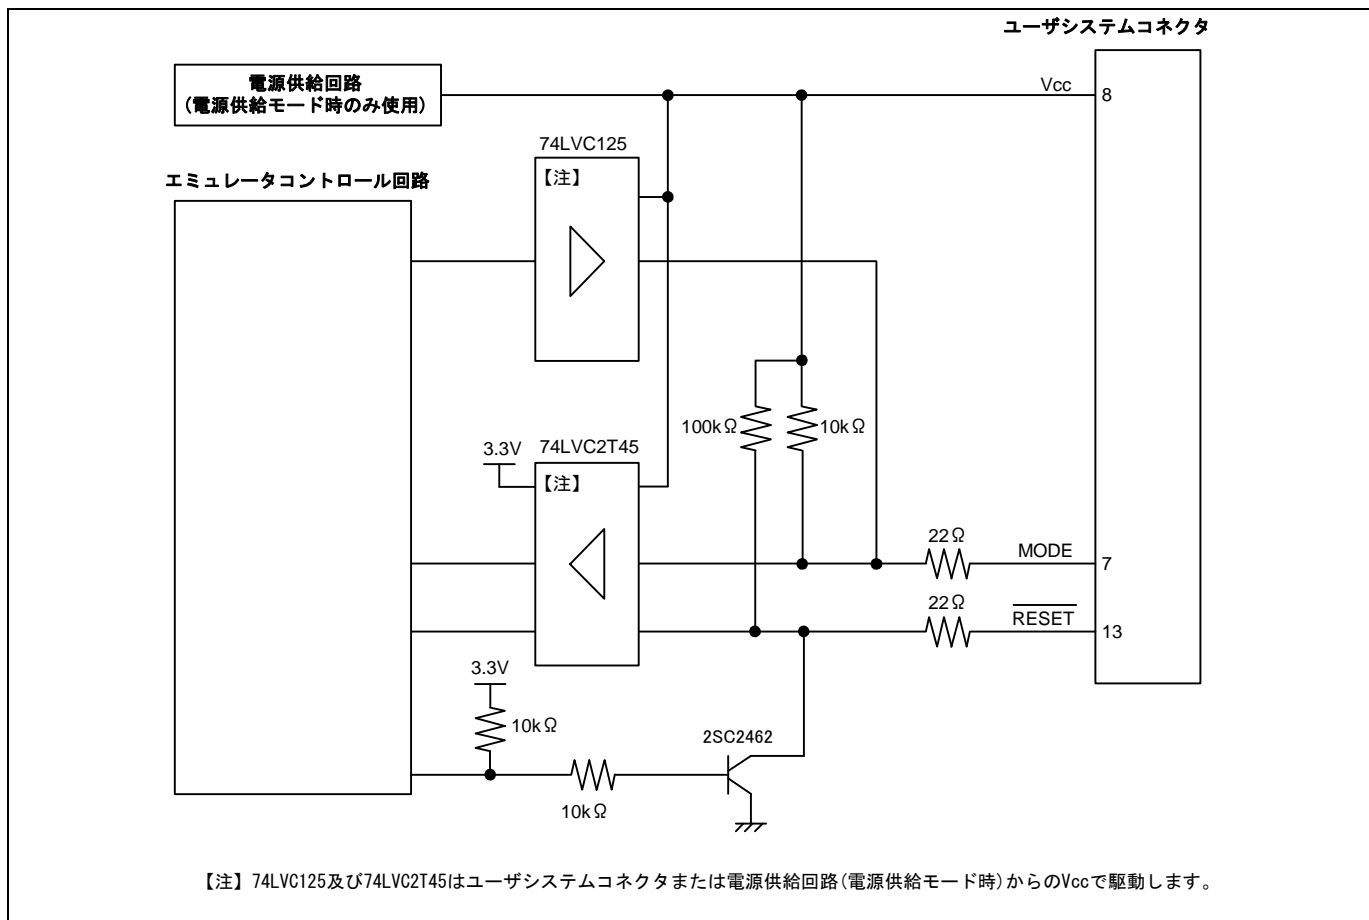 ユーザシステムコネクタ
電源供給回路
(電源供給モード時のみ使用)
Vcc
8
74LVC125
【注】
エミュレータコントロール回路
100kΩ
10kΩ
3.3V
74LVC2T45
【注】
22Ω
MODE
7
22Ω
RESET
13
3.3V
10kΩ
2SC2462
10kΩ
【注】74LVC125及び74LVC2T45はユーザシステムコネクタまたは電源供給回路(電源供給モード時)からのVccで駆動します。